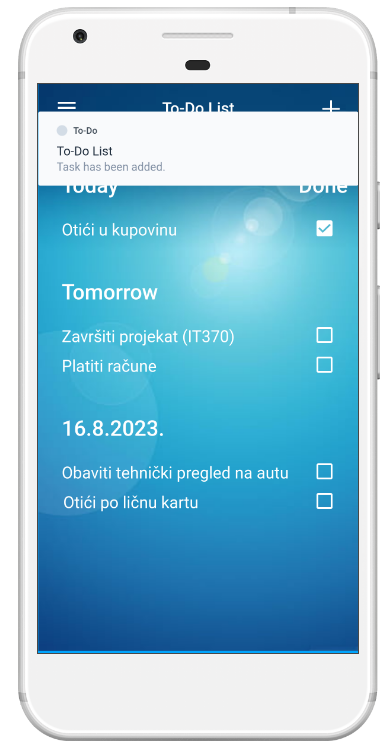 To-Do List
To-Do
To-Do List
Task has been added.
Today Done
Otići u kupovinu
Tomorrow
Završiti projekat (IT370)
Platiti račune
16.8.2023.
Obaviti tehnički pregled na autu
Otići po ličnu kartu